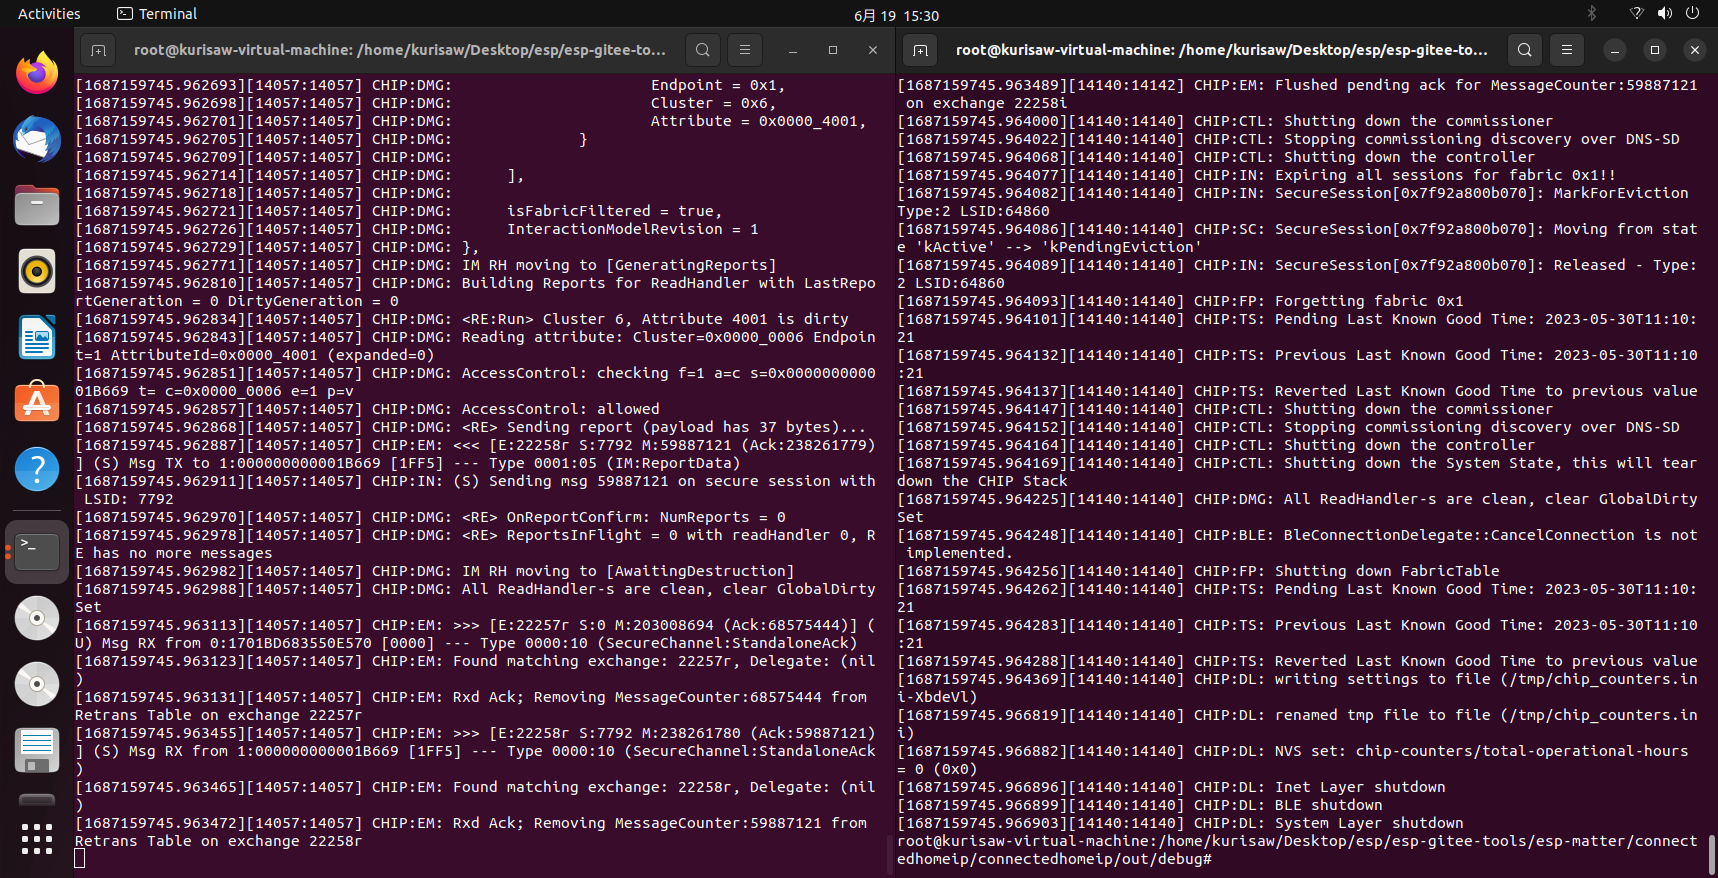 Activities
Terminal
6月 19 15:30
root@kurisaw-virtual-machine: /home/kurisaw/Desktop/esp/esp-gitee-to...
[1687159745.962693][14057:14057] CHIP:DMG: Endpoint = 0x1,
[1687159745.962698][14057:14057] CHIP:DMG: Cluster = 0x6,
[1687159745.962701][14057:14057] CHIP:DMG: Attribute = 0x0000_4001,
[1687159745.962705][14057:14057] CHIP:DMG: }
[1687159745.962709][14057:14057] CHIP:DMG:
[1687159745.962714][14057:14057] CHIP:DMG: ],
[1687159745.962718][14057:14057] CHIP:DMG:
[1687159745.962721][14057:14057] CHIP:DMG: isFabricFiltered = true,
[1687159745.962726][14057:14057] CHIP:DMG: InteractionModelRevision = 1
[1687159745.962729][14057:14057] CHIP:DMG: },
[1687159745.962771][14057:14057] CHIP:DMG: IM RH moving to [GeneratingReports]
[1687159745.962810][14057:14057] CHIP:DMG: Building Reports for ReadHandler with LastRepo
rtGeneration = 0 DirtyGeneration = 0
[1687159745.962834][14057:14057] CHIP:DMG: <RE:Run> Cluster 6, Attribute 4001 is dirty
[1687159745.962843][14057:14057] CHIP:DMG: Reading attribute: Cluster=0x0000_0006 Endpoin
t=1 AttributeId=0x0000_4001 (expanded=0)
[1687159745.962851][14057:14057] CHIP:DMG: AccessControl: checking f=1 a=c s=0x0000000000
01B669 t= c=0x0000_0006 e=1 p=v
[1687159745.962857][14057:14057] CHIP:DMG: AccessControl: allowed
[1687159745.962868][14057:14057] CHIP:DMG: <RE> Sending report (payload has 37 bytes)...
[1687159745.962887][14057:14057] CHIP:EM: <<< [E:22258r S:7792 M:59887121 (Ack:238261779)
] (S) Msg TX to 1:000000000001B669 [1FF5] --- Type 0001:05 (IM:ReportData)
[1687159745.962911][14057:14057] CHIP:IN: (S) Sending msg 59887121 on secure session with
 LSID: 7792
[1687159745.962970][14057:14057] CHIP:DMG: <RE> OnReportConfirm: NumReports = 0
[1687159745.962978][14057:14057] CHIP:DMG: <RE> ReportsInFlight = 0 with readHandler 0, R
E has no more messages
[1687159745.962982][14057:14057] CHIP:DMG: IM RH moving to [AwaitingDestruction]
[1687159745.962988][14057:14057] CHIP:DMG: All ReadHandler-s are clean, clear GlobalDirty
Set
[1687159745.963113][14057:14057] CHIP:EM: >>> [E:22257r S:0 M:203008694 (Ack:68575444)] (
U) Msg RX from 0:1701BD683550E570 [0000] --- Type 0000:10 (SecureChannel:StandaloneAck)
[1687159745.963123][14057:14057] CHIP:EM: Found matching exchange: 22257r, Delegate: (nil
)
[1687159745.963131][14057:14057] CHIP:EM: Rxd Ack; Removing MessageCounter:68575444 from
Retrans Table on exchange 22257r
[1687159745.963455][14057:14057] CHIP:EM: >>> [E:22258r S:7792 M:238261780 (Ack:59887121)
] (S) Msg RX from 1:000000000001B669 [1FF5] --- Type 0000:10 (SecureChannel:StandaloneAck
)
[1687159745.963465][14057:14057] CHIP:EM: Found matching exchange: 22258r, Delegate: (nil
)
[1687159745.963472][14057:14057] CHIP:EM: Rxd Ack; Removing MessageCounter:59887121 from
Retrans Table on exchange 22258r
root@kurisaw-virtual-machine: /home/kurisaw/Desktop/esp/esp-gitee-to...
[1687159745.963489][14140:14142] CHIP:EM: Flushed pending ack for MessageCounter:59887121
 on exchange 22258i
[1687159745.964000][14140:14140] CHIP:CTL: Shutting down the commissioner
[1687159745.964022][14140:14140] CHIP:CTL: Stopping commissioning discovery over DNS-SD
[1687159745.964068][14140:14140] CHIP:CTL: Shutting down the controller
[1687159745.964077][14140:14140] CHIP:IN: Expiring all sessions for fabric 0x1!!
[1687159745.964082][14140:14140] CHIP:IN: SecureSession[0x7f92a800b070]: MarkForEviction
Type:2 LSID:64860
[1687159745.964086][14140:14140] CHIP:SC: SecureSession[0x7f92a800b070]: Moving from stat
e 'kActive' --> 'kPendingEviction'
[1687159745.964089][14140:14140] CHIP:IN: SecureSession[0x7f92a800b070]: Released - Type:
2 LSID:64860
[1687159745.964093][14140:14140] CHIP:FP: Forgetting fabric 0x1
[1687159745.964101][14140:14140] CHIP:TS: Pending Last Known Good Time: 2023-05-30T11:10:
21
[1687159745.964132][14140:14140] CHIP:TS: Previous Last Known Good Time: 2023-05-30T11:10
:21
[1687159745.964137][14140:14140] CHIP:TS: Reverted Last Known Good Time to previous value
[1687159745.964147][14140:14140] CHIP:CTL: Shutting down the commissioner
[1687159745.964152][14140:14140] CHIP:CTL: Stopping commissioning discovery over DNS-SD
[1687159745.964164][14140:14140] CHIP:CTL: Shutting down the controller
[1687159745.964169][14140:14140] CHIP:CTL: Shutting down the System State, this will tear
down the CHIP Stack
[1687159745.964225][14140:14140] CHIP:DMG: All ReadHandler-s are clean, clear GlobalDirty
Set
[1687159745.964248][14140:14140] CHIP:BLE: BleConnectionDelegate::CancelConnection is not
 implemented.
[1687159745.964256][14140:14140] CHIP:FP: Shutting down FabricTable
[1687159745.964262][14140:14140] CHIP:TS: Pending Last Known Good Time: 2023-05-30T11:10:
21
[1687159745.964283][14140:14140] CHIP:TS: Previous Last Known Good Time: 2023-05-30T11:10
:21
[1687159745.964288][14140:14140] CHIP:TS: Reverted Last Known Good Time to previous value
[1687159745.964369][14140:14140] CHIP:DL: writing settings to file (/tmp/chip_counters.in
i-XbdeVl)
[1687159745.966819][14140:14140] CHIP:DL: renamed tmp file to file (/tmp/chip_counters.in
i)
[1687159745.966882][14140:14140] CHIP:DL: NVS set: chip-counters/total-operational-hours
= 0 (0x0)
[1687159745.966896][14140:14140] CHIP:DL: Inet Layer shutdown
[1687159745.966899][14140:14140] CHIP:DL: BLE shutdown
[1687159745.966903][14140:14140] CHIP:DL: System Layer shutdown
root@kurisaw-virtual-machine:/home/kurisaw/Desktop/esp/esp-gitee-tools/esp-matter/connect
edhomeip/connectedhomeip/out/debug#